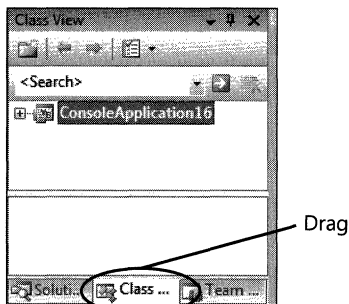 Class View
<Search>
ConsoleApplication16
Drag
Soluti...
Class ...
Team ...